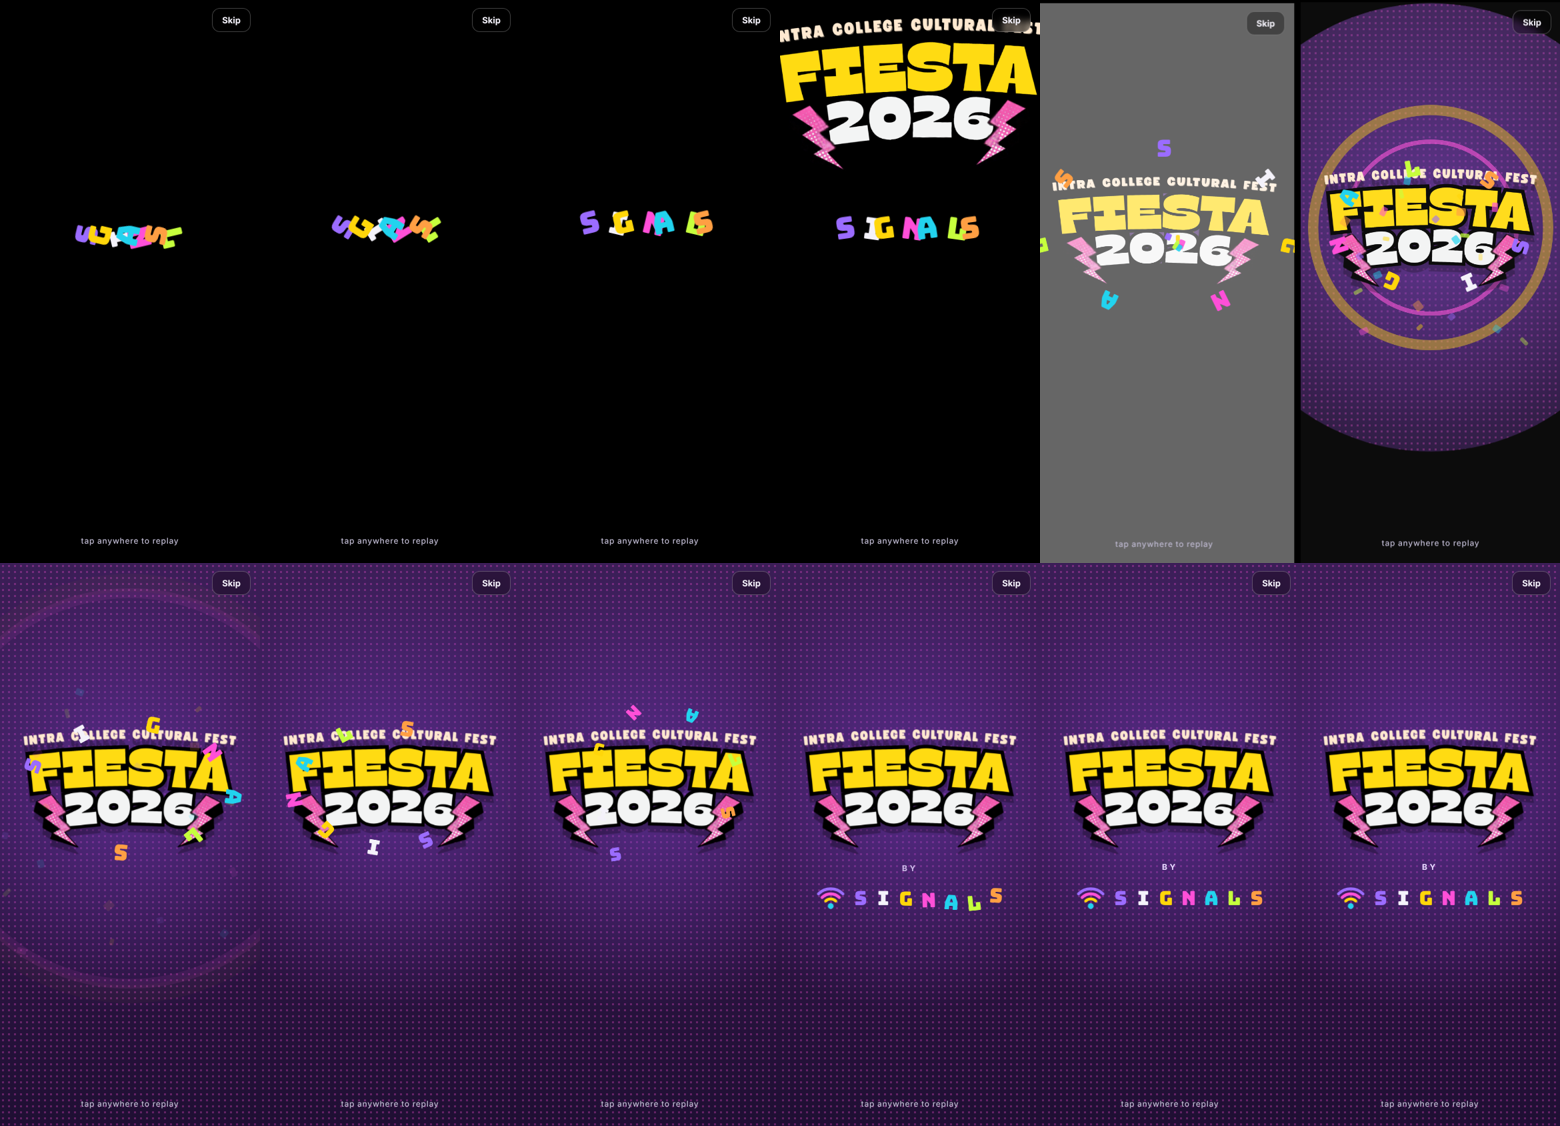 Skip
tap anywhere to replay
Skip
tap anywhere to replay
Skip
SIGNALS
tap anywhere to replay
Skip
NTRA COLLEGE CULTURAL FEST
FIESTA
2026
SIGNALS
tap anywhere to replay
Skip
S
S
I
INTRA COLLEGE CULTURAL FEST
FIESTA
2026
G
A
N
tap anywhere to replay
Skip
L
S
A
INTRA COLLEGE CULTURAL FEST
FIESTA
2026
N
S
G
I
tap anywhere to replay
Skip
I
G
N
INTRA COLLEGE CULTURAL FEST
S
FIESTA
A
2026
L
S
tap anywhere to replay
Skip
L
S
INTRA COLLEGE CULTURAL FEST
A
FIESTA
N
2026
G
I
S
tap anywhere to replay
Skip
N
A
INTRA COLLEGE CULTURAL FEST
FIESTA
2026
S
S
tap anywhere to replay
Skip
INTRA COLLEGE CULTURAL FEST
FIESTA
2026
BY
SIGNALS
tap anywhere to replay
Skip
INTRA COLLEGE CULTURAL FEST
FIESTA
2026
BY
SIGNALS
tap anywhere to replay
Skip
INTRA COLLEGE CULTURAL FEST
FIESTA
2026
BY
SIGNALS
tap anywhere to replay